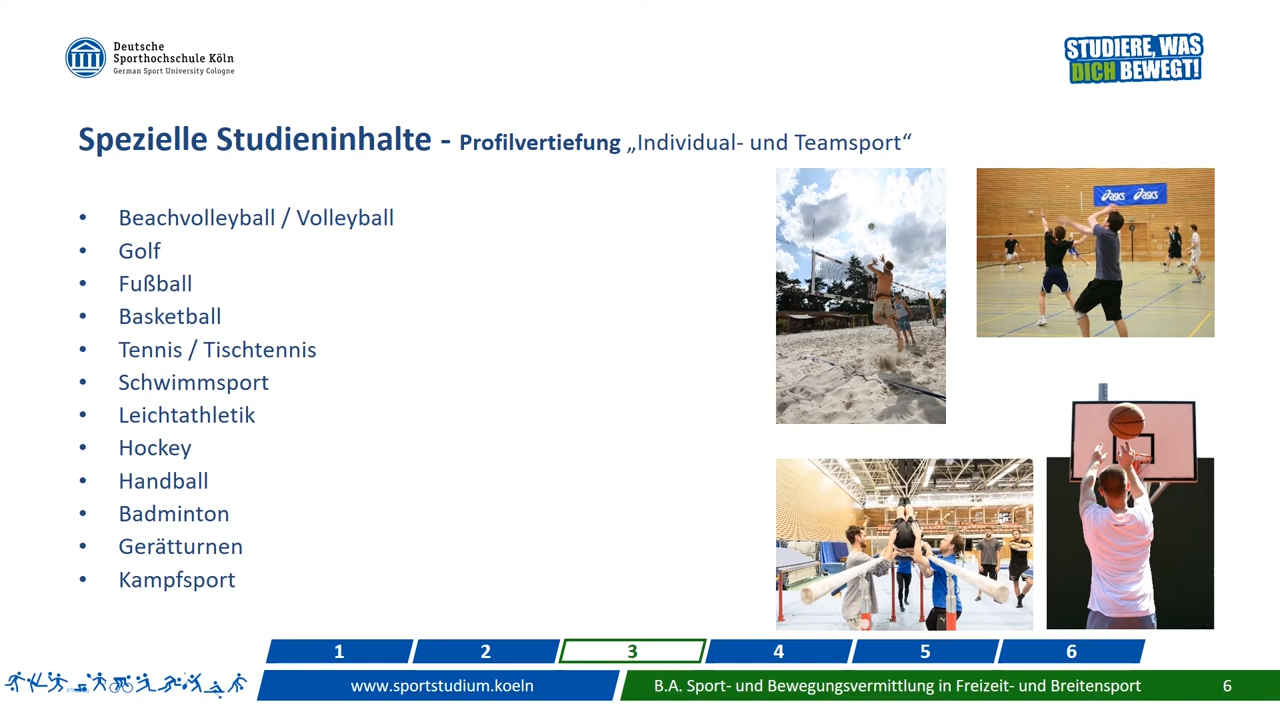 Deutsche
Sporthochschule Köln
German Sport University Cologne
STUDIERE, WAS
DICH BEWEGT!
Spezielle Studieninhalte - Profilvertiefung „Individual- und Teamsport“
• Beachvolleyball / Volleyball
• Golf
• Fußball
• Basketball
• Tennis / Tischtennis
• Schwimmsport
• Leichtathletik
• Hockey
• Handball
• Badminton
• Gerätturnen
• Kampfsport
asics asics
1 2 3 4 5 6
www.sportstudium.koeln B.A. Sport- und Bewegungsvermittlung in Freizeit- und Breitensport 6